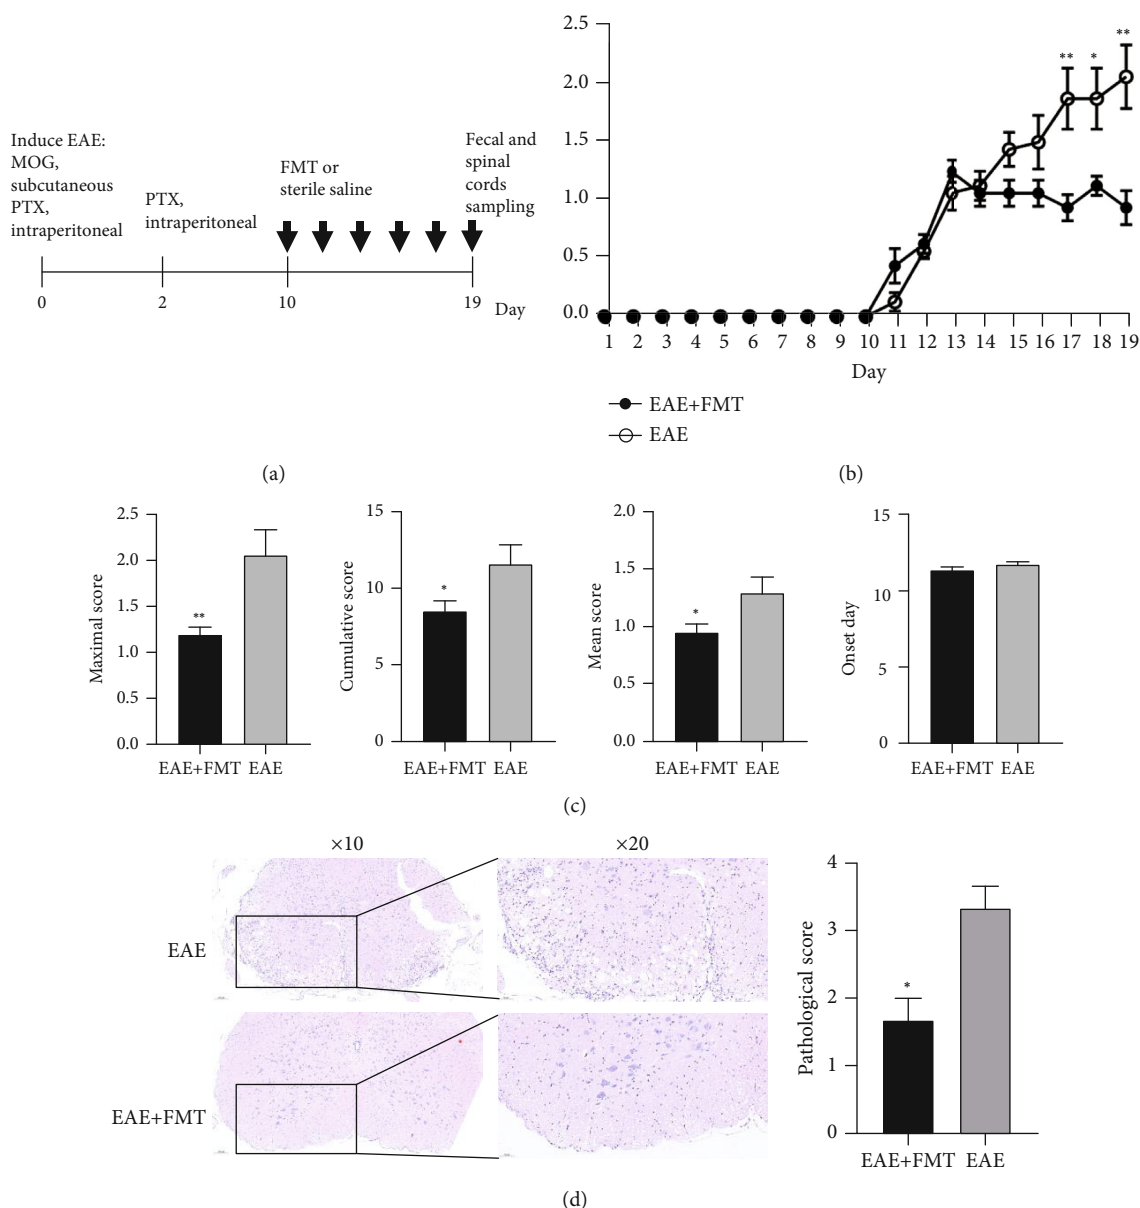 Induce EAE:
MOG,
subcutaneous
PTX,
intraperitoneal
PTX,
intraperitoneal
FMT or
sterile saline
Fecal and
spinal
cords
sampling
0
2
10
19
Day
(a)
2.5
2.0
1.5
1.0
0.5
0.0
**
*
**
1 2 3 4 5 6 7 8 9 10 11 12 13 14 15 16 17 18 19
Day
EAE+FMT
EAE
(b)
Maximal score
2.5
2.0
1.5
1.0
0.5
0.0
**
EAE+FMT EAE
Cumulative score
15
10
5
0
*
EAE+FMT EAE
Mean score
2.0
1.5
1.0
0.5
0.0
*
EAE+FMT EAE
Onset day
15
10
5
0
EAE+FMT EAE
(c)
×10
×20
EAE
EAE+FMT
Pathological score
4
3
2
1
0
*
EAE+FMT EAE
(d)